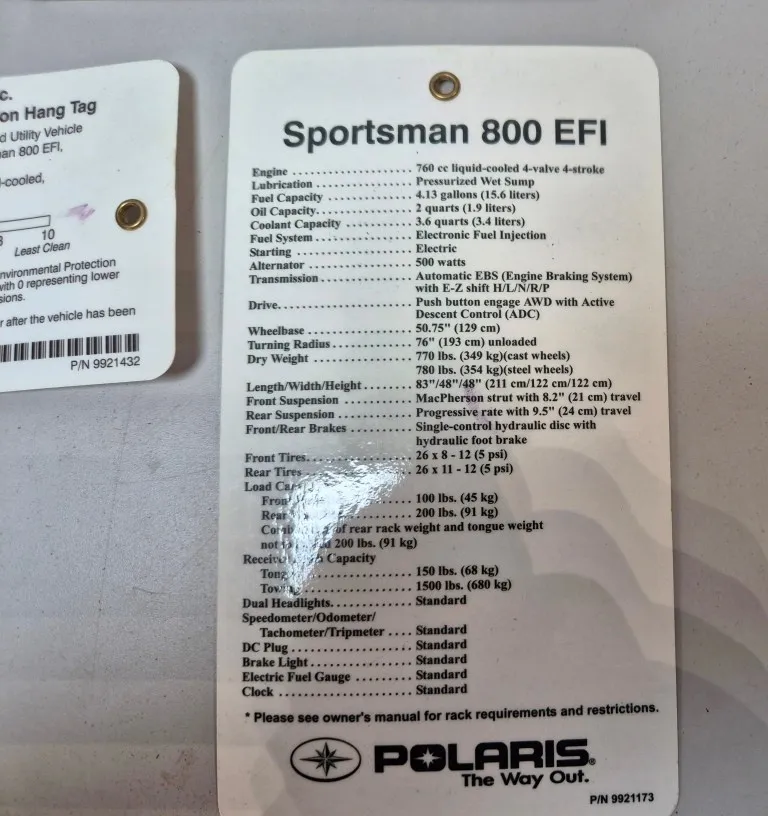 c.
on Hang Tag
d Utility Vehicle
an 800 EFI,
-cooled,
10
Least Clean
nvironmental Protection
with 0 representing lower
sions.
r after the vehicle has been
P/N 9921432
Sportsman 800 EFI
Engine .................... 760 cc liquid-cooled 4-valve 4-stroke
Lubrication ................ Pressurized Wet Sump
Fuel Capacity .............. 4.13 gallons (15.6 liters)
Oil Capacity................ 2 quarts (1.9 liters)
Coolant Capacity ........... 3.6 quarts (3.4 liters)
Fuel System ................ Electronic Fuel Injection
Starting ................... Electric
Alternator ................. 500 watts
Transmission................ Automatic EBS (Engine Braking System)
with E-Z shift H/L/N/R/P
Drive....................... Push button engage AWD with Active
Descent Control (ADC)
Wheelbase .................. 50.75" (129 cm)
Turning Radius.............. 76" (193 cm) unloaded
Dry Weight ................. 770 lbs. (349 kg)(cast wheels)
780 lbs. (354 kg)(steel wheels)
Length/Width/Height........ 83"/48"/48" (211 cm/122 cm/122 cm)
Front Suspension ........... MacPherson strut with 8.2" (21 cm) travel
Rear Suspension ............ Progressive rate with 9.5" (24 cm) travel
Front/Rear Brakes .......... Single-control hydraulic disc with
hydraulic foot brake
Front Tires................. 26 x 8 - 12 (5 psi)
Rear Tires.................. 26 x 11 - 12 (5 psi)
Load
Fron .................. 100 lbs. (45 kg)
Rea .................. 200 lbs. (91 kg)
of rear rack weight and tongue weight
not 200 lbs. (91 kg)
Capacity
Tong .................. 150 lbs. (68 kg)
Tow .................. 1500 lbs. (680 kg)
Dual Headlights............. Standard
Speedometer/Odometer/
Tachometer/Tripmeter .... Standard
DC Plug .................... Standard
Brake Light................. Standard
Electric Fuel Gauge ........ Standard
Clock ...................... Standard
* Please see owner's manual for rack requirements and restrictions.
POLARIS®
The Way Out.
P/N 9921173